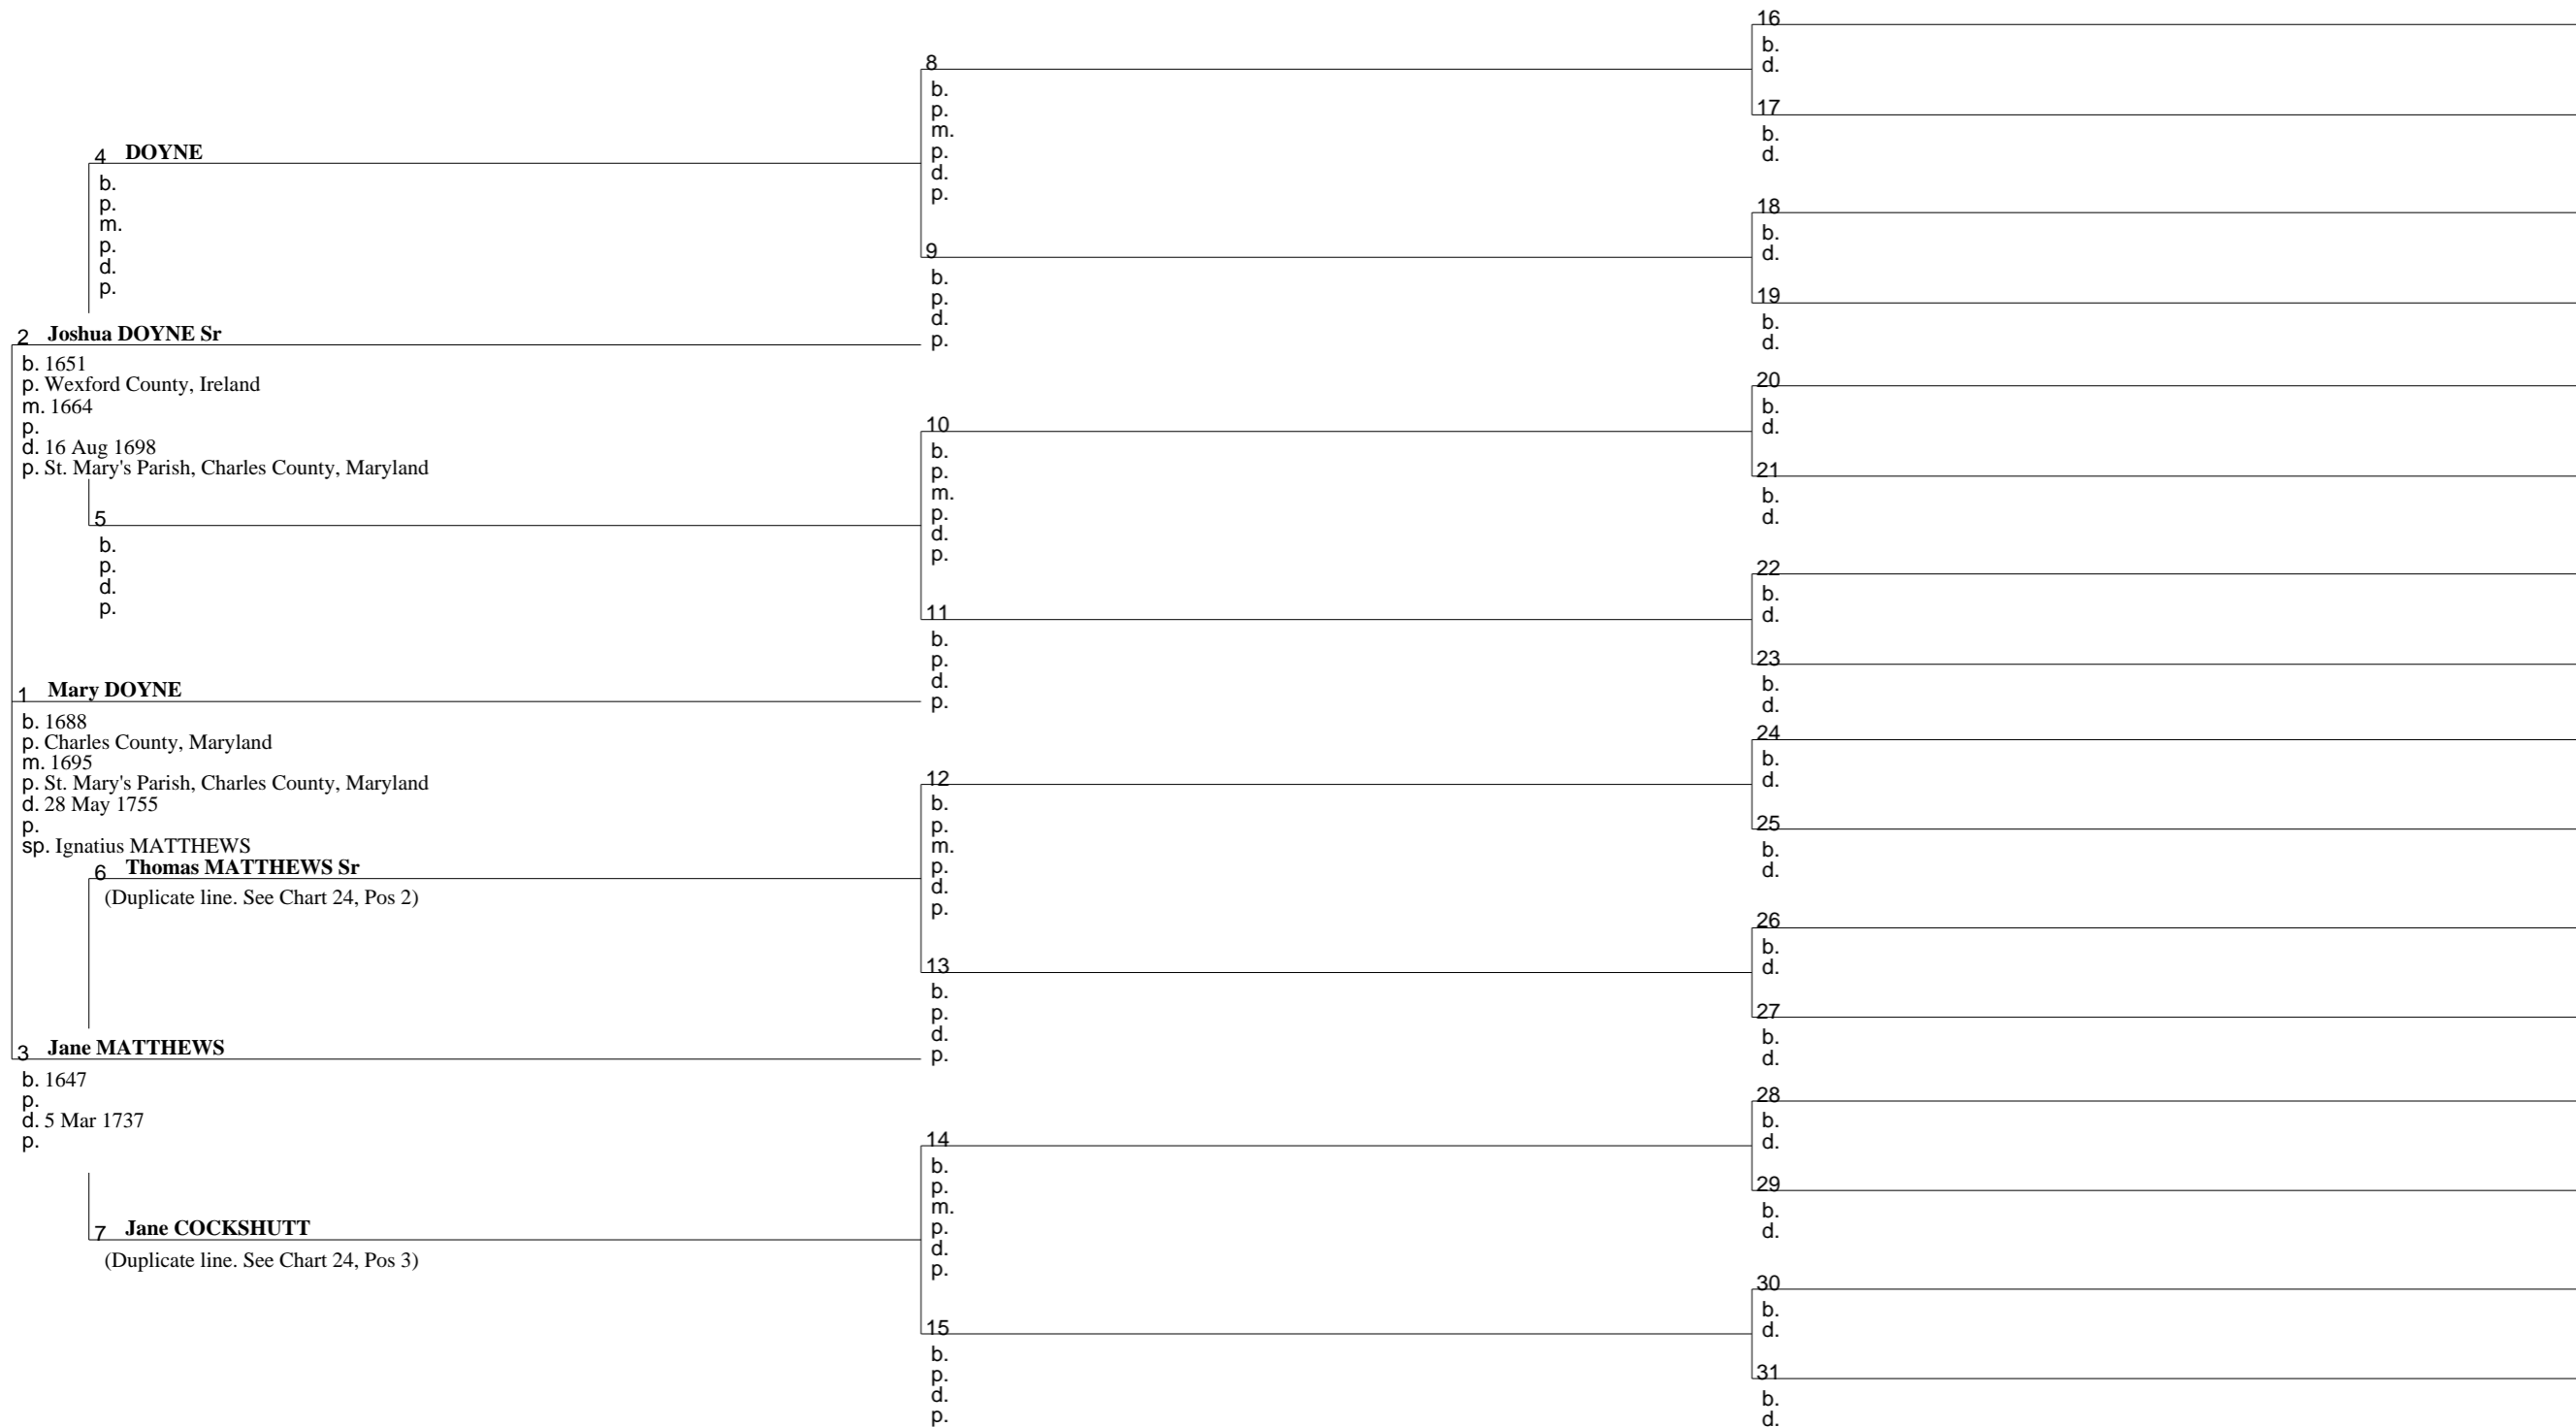 4 DOYNE
b.
p.
m.
p.
d.
p.
2 Joshua DOYNE Sr
b. 1651
p. Wexford County, Ireland
m. 1664
p.
d. 16 Aug 1698
p. St. Mary's Parish, Charles County, Maryland
5
b.
p.
d.
p.
1 Mary DOYNE
b. 1688
p. Charles County, Maryland
m. 1695
p. St. Mary's Parish, Charles County, Maryland
d. 28 May 1755
p.
sp. Ignatius MATTHEWS
6 Thomas MATTHEWS Sr
(Duplicate line. See Chart 24, Pos 2)
3 Jane MATTHEWS
b. 1647
p.
d. 5 Mar 1737
p.
7 Jane COCKSHUTT
(Duplicate line. See Chart 24, Pos 3)
8
b.
p.
m.
p.
d.
p.
9
b.
p.
d.
p.
10
b.
p.
m.
p.
d.
p.
11
b.
p.
d.
p.
12
b.
p.
m.
p.
d.
p.
13
b.
p.
d.
p.
14
b.
p.
m.
p.
d.
p.
15
b.
p.
d.
p.
16
b.
d.
17
b.
d.
18
b.
d.
19
b.
d.
20
b.
d.
21
b.
d.
22
b.
d.
23
b.
d.
24
b.
d.
25
b.
d.
26
b.
d.
27
b.
d.
28
b.
d.
29
b.
d.
30
b.
d.
31
b.
d.